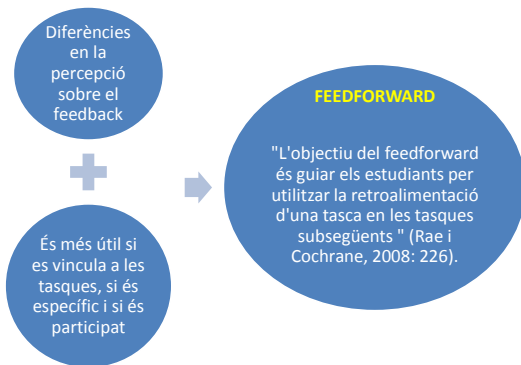 Diferències
en la
percepció
sobre el
feedback
És més útil si
es vincula a les
tasques, si és
específic i si és
participat
FEEDFORWARD
"L'objectiu del feedforward
és guiar els estudiants per
utilitzar la retroalimentació
d'una tasca en les tasques
subsegüents " (Rae i
Cochrane, 2008: 226).